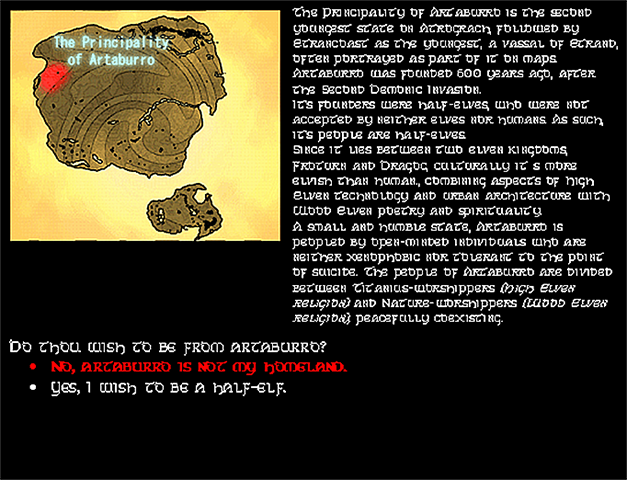 The Principality
of Artaburro
The Principality of Artaburro is the second
youngest state on Atrograch, followed by
Etrancoast as the youngest, a vassal of Etrand,
often portrayed as part of it on maps.
Artaburro was founded 600 years ago, after
the Second Demonic Invasion.
It's founders were half-elves, who were not
accepted by neither elves nor humans. As such,
it's people are half-elves.
Since it lies between two elven kingdoms,
Froturn and Dragoc, culturally it s more
elvish than human, combining aspects of High
Elven technology and urban architecture with
Wood Elven poetry and spirituality.
A small and humble state, Artaburro is
peopled by open-minded individuals who are
neither xenophobic nor tolerant to the point
of suicide. The people of Artaburro are divided
between Titanius-worshippers (High Elven
religion) and Nature-worshippers (Wood Elven
religion), peacefully coexisting.
Do thou wish to be from Artaburro?
• No, Artaburro is not my homeland.
• Yes, I wish to be a half-elf.